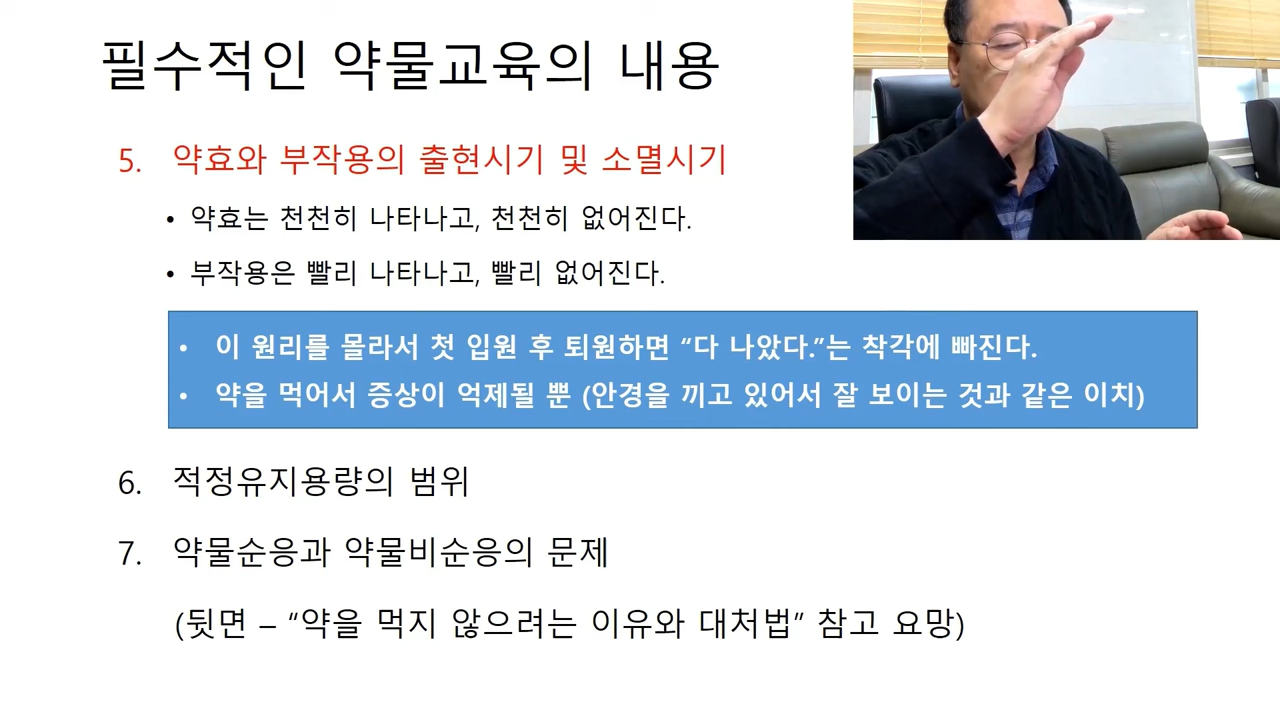 필수적인 약물교육의 내용
5. 약효와 부작용의 출현시기 및 소멸시기
• 약효는 천천히 나타나고, 천천히 없어진다.
• 부작용은 빨리 나타나고, 빨리 없어진다.
• 이 원리를 몰라서 첫 입원 후 퇴원하면 “다 나았다.”는 착각에 빠진다.
• 약을 먹어서 증상이 억제될 뿐 (안경을 끼고 있어서 잘 보이는 것과 같은 이치)
6. 적정유지용량의 범위
7. 약물순응과 약물비순응의 문제
(뒷면 – “약을 먹지 않으려는 이유와 대처법” 참고 요망)